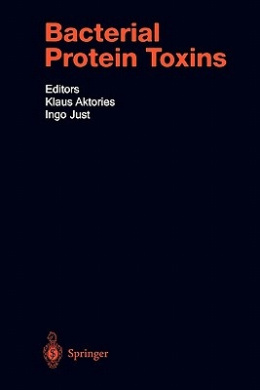 Bacterial
Protein Toxins
Editors
Klaus Aktories
Ingo Just
Springer